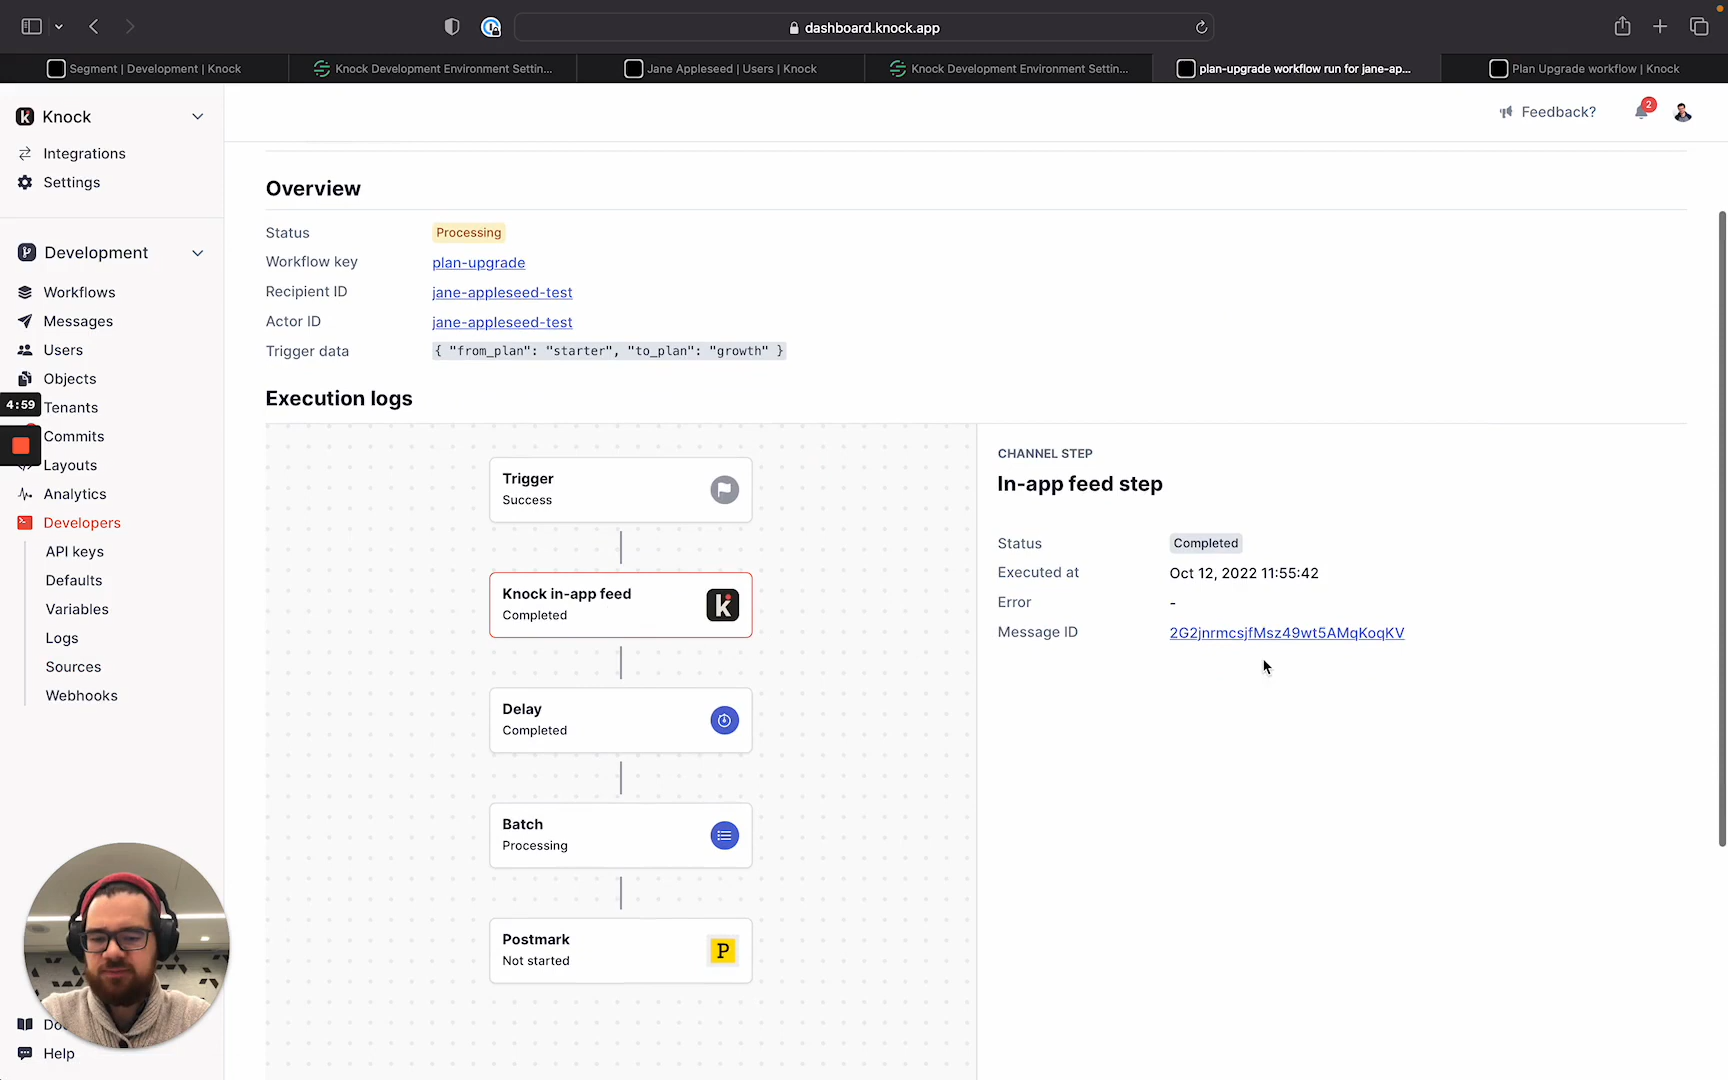 dashboard.knock.app
Segment | Development | Knock
Knock Development Environment Settin...
Jane Appleseed | Users | Knock
Knock Development Environment Settin...
plan-upgrade workflow run for jane-ap...
Plan Upgrade workflow | Knock
Knock
Feedback?
2
Integrations
Settings
Development
Workflows
Messages
Users
Objects
4:59
Tenants
Commits
Layouts
Analytics
Developers
API keys
Defaults
Variables
Logs
Sources
Webhooks
Help
Overview
Status
Processing
Workflow key
plan-upgrade
Recipient ID
jane-appleseed-test
Actor ID
jane-appleseed-test
Trigger data
{ "from_plan": "starter", "to_plan": "growth" }
Execution logs
Trigger
Success
Knock in-app feed
Completed
k
Delay
Completed
Batch
Processing
Postmark
Not started
P
CHANNEL STEP
In-app feed step
Status
Completed
Executed at
Oct 12, 2022 11:55:42
Error
-
Message ID
2G2jnrmcsjfMsz49wt5AMqKoqKV